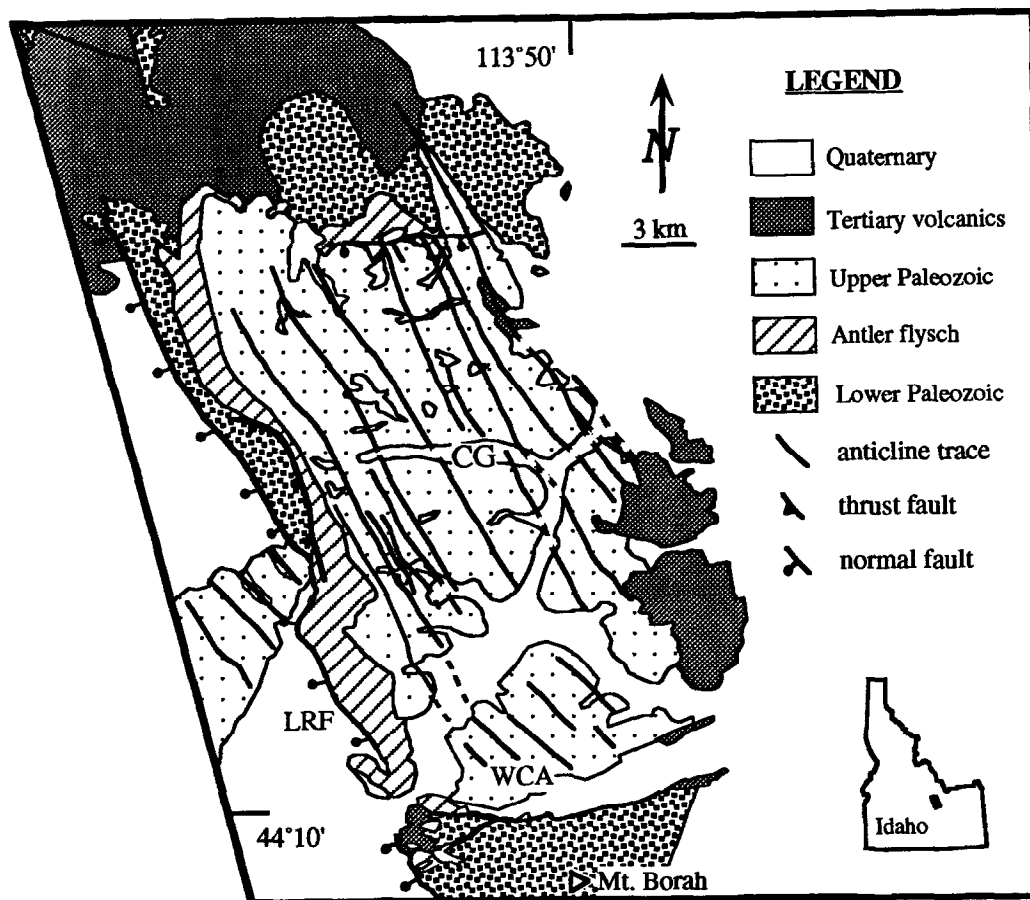 113°50'
LEGEND
N
Quaternary
3 km
Tertiary volcanics
Upper Paleozoic
Antler flysch
Lower Paleozoic
CG
anticline trace
thrust fault
normal fault
LRF
WCA
44°10'
Idaho
Mt. Borah